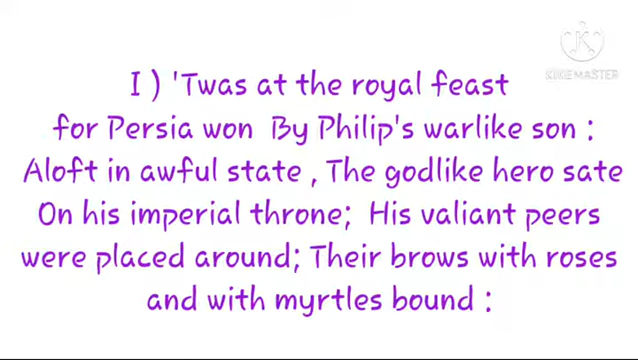 KINEMASTER
I ) 'Twas at the royal feast
for Persia won By Philip's warlike son :
Aloft in awful state , The godlike hero sate
On his imperial throne; His valiant peers
were placed around; Their brows with roses
and with myrtles bound :